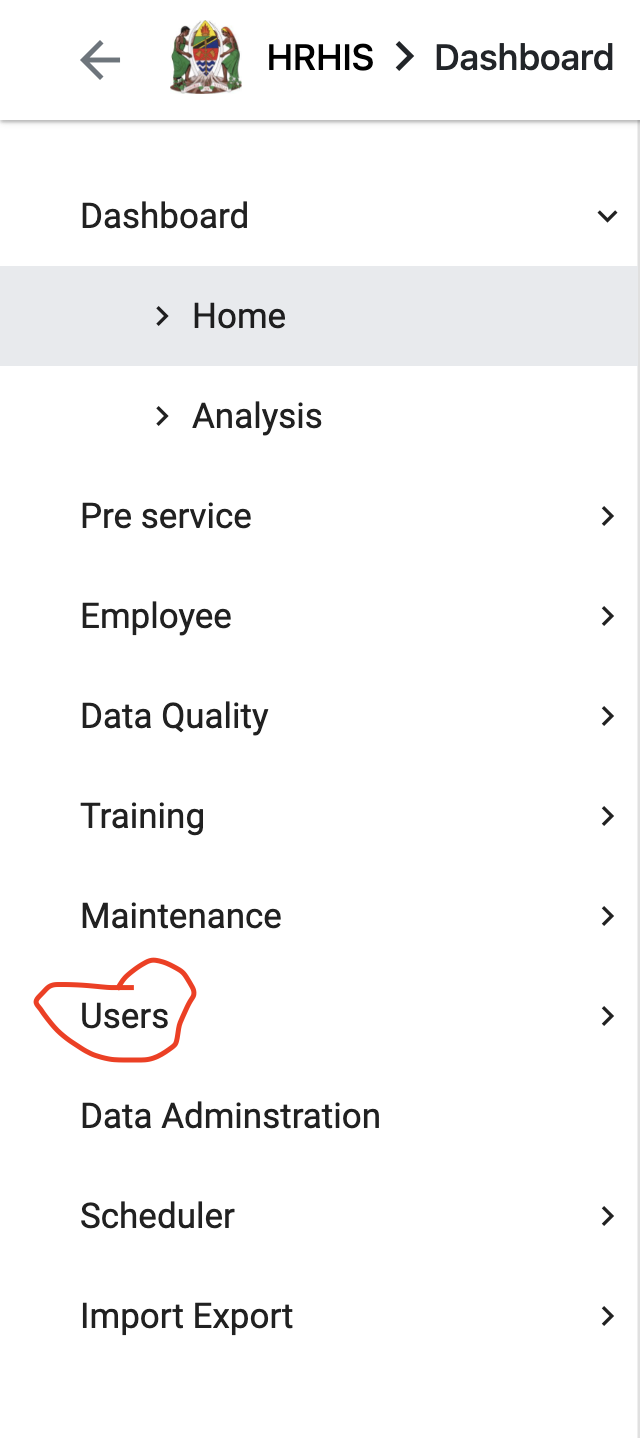 HRHIS > Dashboard
Dashboard
Home
Analysis
Pre service
Employee
Data Quality
Training
Maintenance
Users
Data Adminstration
Scheduler
Import Export